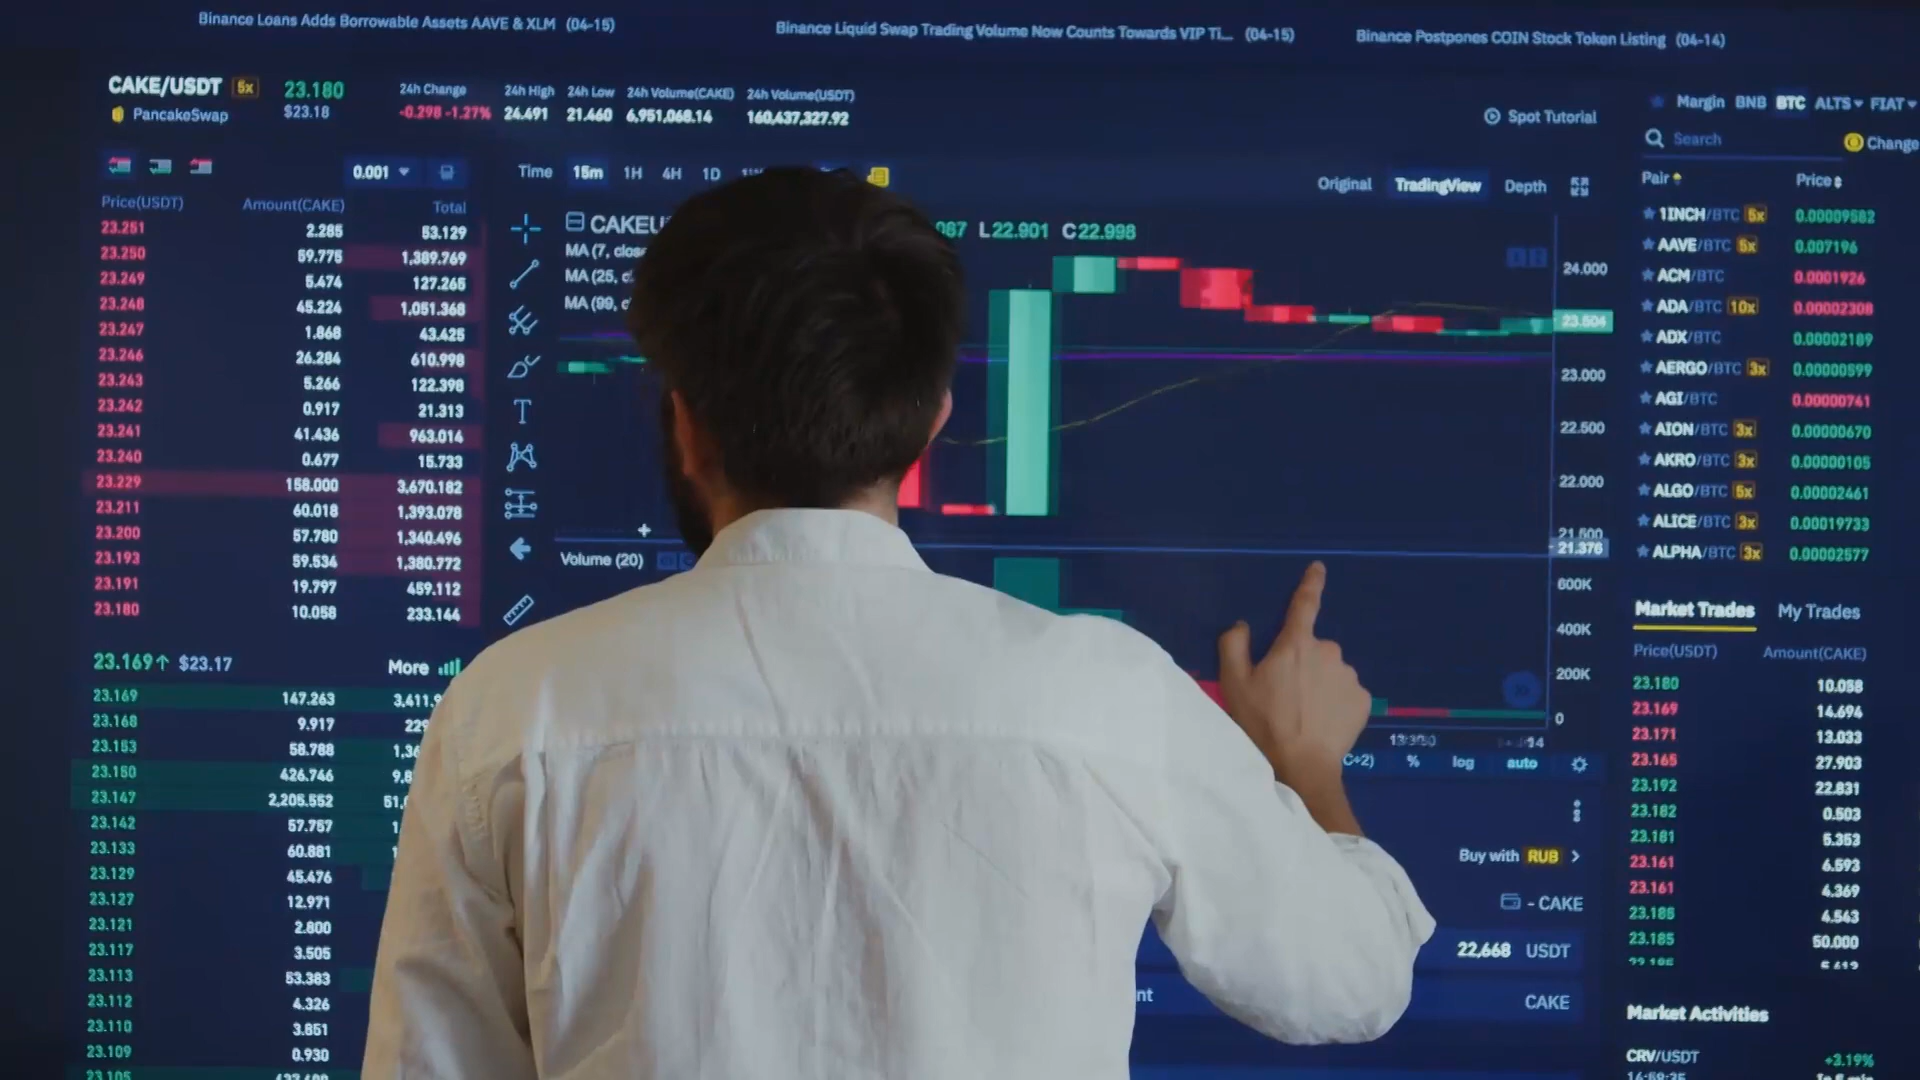 Binance Loans Adds Borrowable Assets AAVE & XLM (04-15)
Binance Liquid Swap Trading Volume Now Counts Towards VIP Ti... (04-15)
Binance Postpones COIN Stock Token Listing (04-14)
CAKE/USDT 5x 23.180
PancakeSwap $23.18
24h Change 24h High 24h Low 24h Volume(CAKE) 24h Volume(USDT)
-0.298 -1.27% 24.491 21.460 6,951,068.14 160,437,327.92
Spot Tutorial
Margin BNB BTC ALTS FIAT
Search Change
0.001
Time 15m 1H 4H 1D
Original TradingView Depth
Price(USDT) Amount(CAKE) Total
23.251 2.285 53.129
23.250 59.775 1,389.769
23.249 5.474 127.265
23.248 45.224 1,051.368
23.247 1.868 43.425
23.246 26.284 610.998
23.243 5.266 122.398
23.242 0.917 21.313
23.241 41.436 963.014
23.240 0.677 15.733
23.229 158.000 3,670.182
23.211 60.018 1,393.078
23.200 57.780 1,340.496
23.193 59.534 1,380.772
23.191 19.797 459.112
23.180 10.058 233.144
23.169↑ $23.17 More
23.169 147.263
23.168 9.917
23.153 58.788
23.150 426.746
23.147 2,205.552
23.142 57.757
23.133 60.881
23.129 45.476
23.127 12.971
23.121 2.800
23.117 3.505
23.113 53.383
23.112 4.326
23.110 3.851
23.109 0.930
23.105
L22.901 C22.998
MA (7,
MA (25,
MA (99,
T
Volume (20)
24.000
23.504
23.000
22.500
22.000
21.500
21.376
600K
400K
200K
0
% log auto
Buy with RUB
- CAKE
22,668 USDT
CAKE
Pair Price
1INCH/BTC 5x 0.00009582
AAVE/BTC 5x 0.007196
ACM/BTC 0.0001926
ADA/BTC 10x 0.00002308
ADX/BTC 0.00002189
AERGO/BTC 3x 0.00000599
AGI/BTC 0.00000741
AION/BTC 3x 0.00000670
AKRO/BTC 3x 0.00000105
ALGO/BTC 5x 0.00002461
ALICE/BTC 3x 0.00019733
ALPHA/BTC 3x 0.00002577
Market Trades My Trades
Price(USDT) Amount(CAKE)
23.180 10.058
23.169 14.694
23.171 13.033
23.165 27.903
23.192 22.831
23.182 0.503
23.181 5.353
23.161 6.593
23.161 4.369
23.185 4.543
23.185 50.000
Market Activities
CRV/USDT +3.19%